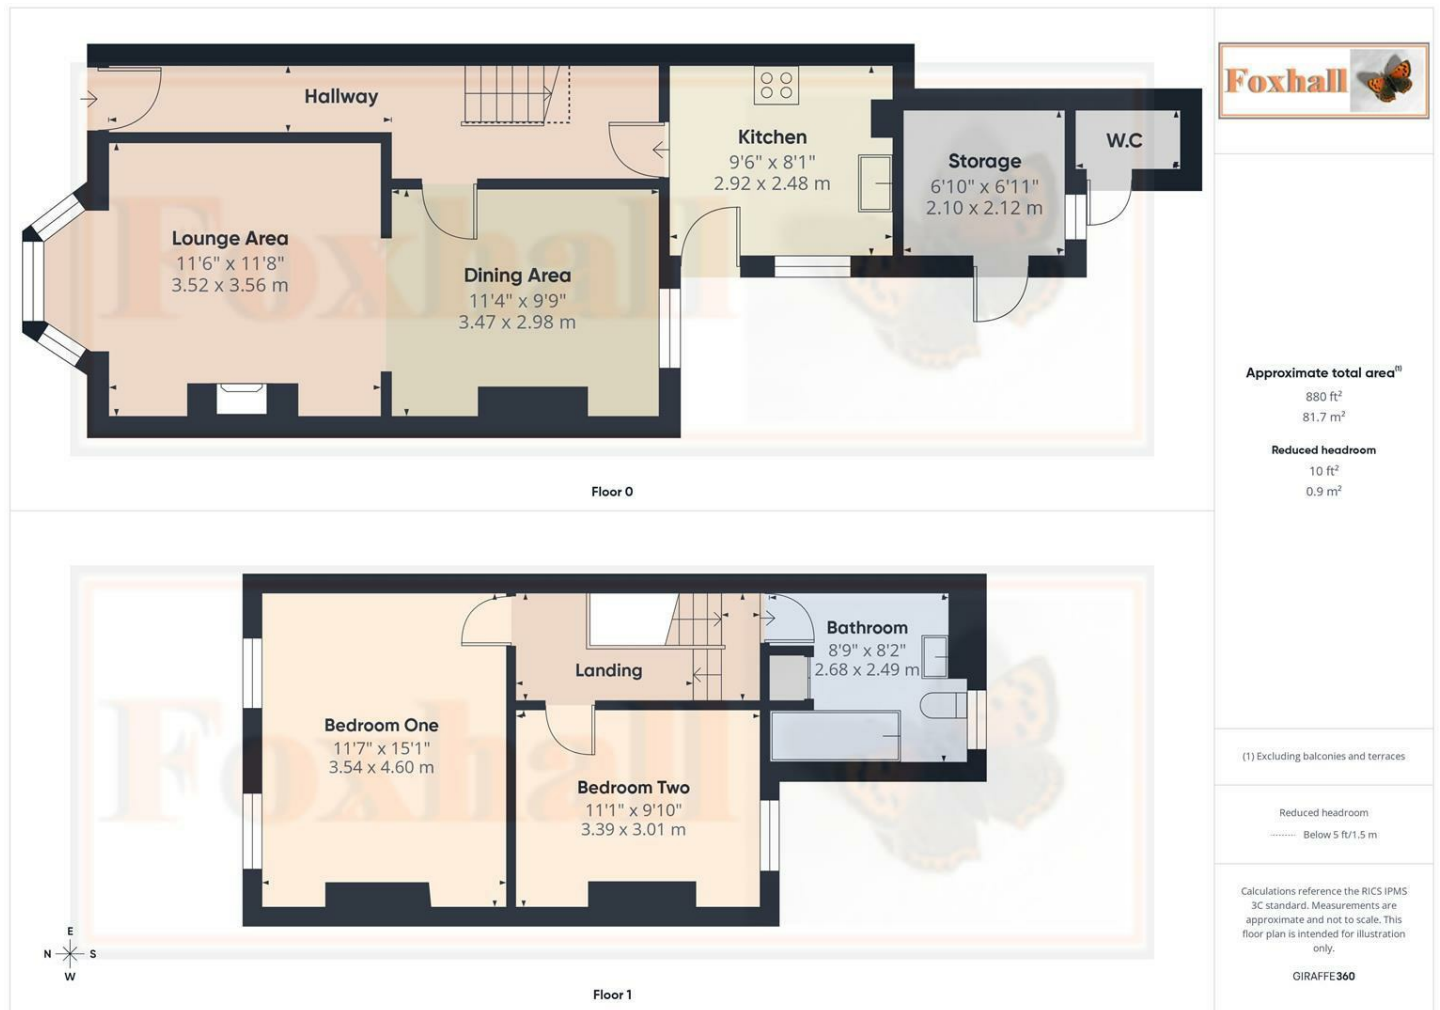 Foxhall
Hallway
Kitchen
9'6" x 8'1"
2.92 x 2.48 m
Storage
6'10" x 6'11"
2.10 x 2.12 m
W.C
Lounge Area
11'6" x 11'8"
3.52 x 3.56 m
Dining Area
11'4" x 9'9"
3.47 x 2.98 m
Foxhall
Floor 0
Landing
Bathroom
8'9" x 8'2"
2.68 x 2.49 m
Bedroom One
11'7" x 15'1"
3.54 x 4.60 m
Bedroom Two
11'1" x 9'10"
3.39 x 3.01 m
Foxhall
E
N S
W
Floor 1
Approximate total area(1)
880 ft²
81.7 m²
Reduced headroom
10 ft²
0.9 m²
(1) Excluding balconies and terraces
Reduced headroom
Below 5 ft/1.5 m
Calculations reference the RICS IPMS
3C standard. Measurements are
approximate and not to scale. This
floor plan is intended for illustration
only.
GIRAFFE360